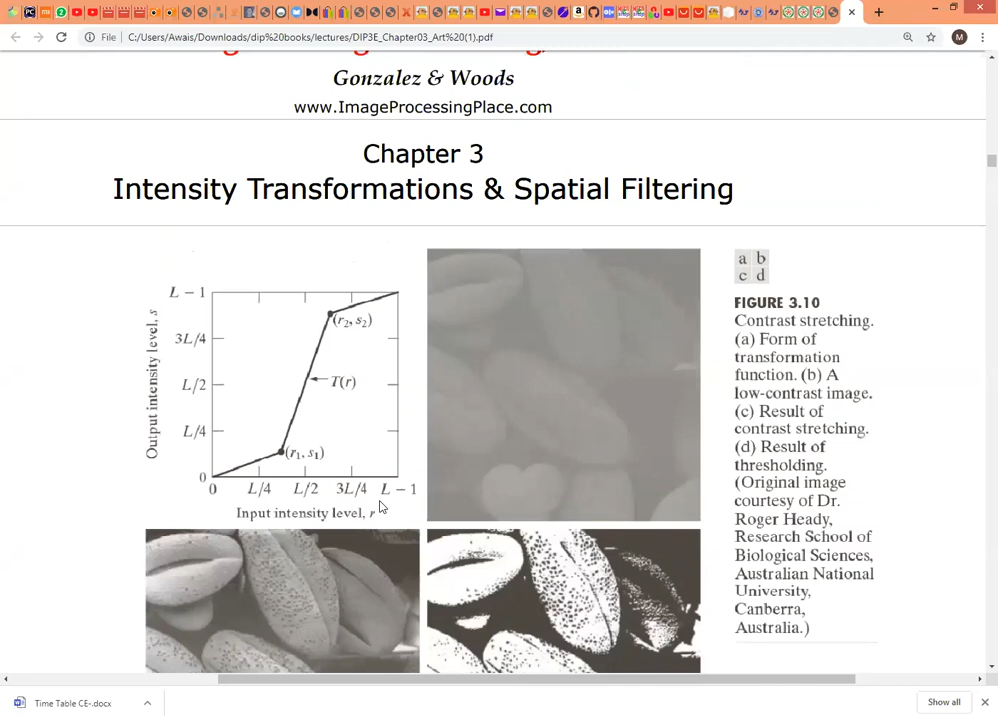 File
C:/Users/Awais/Downloads/dip%20books/lectures/DIP3E_Chapter03_Art%20(1).pdf
M
Gonzalez & Woods
www.ImageProcessingPlace.com
Chapter 3
Intensity Transformations & Spatial Filtering
L − 1
3L/4
L/2
L/4
0
Output intensity level, s
(r2, s2)
T(r)
(r1, s1)
0 L/4 L/2 3L/4 L − 1
Input intensity level, r
a b
c d
FIGURE 3.10
Contrast stretching.
(a) Form of
transformation
function. (b) A
low-contrast image.
(c) Result of
contrast stretching.
(d) Result of
thresholding.
(Original image
courtesy of Dr.
Roger Heady,
Research School of
Biological Sciences,
Australian National
University,
Canberra,
Australia.)
Time Table CE-.docx
Show all